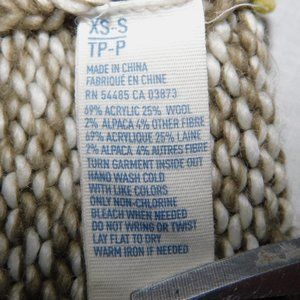 XS-S
TP-P
MADE IN CHINA
FABRIQUÉ EN CHINE
RN 54485 CA 03873
69% ACRYLIC 25% WOOL
2% ALPACA 4% OTHER FIBRE
69% ACRYLIQUE 25% LAINE
2% ALPACA 4% AUTRES FIBRE
TURN GARMENT INSIDE OUT
HAND WASH COLD
WITH LIKE COLORS
ONLY NON-CHLORINE
BLEACH WHEN NEEDED
DO NOT WRING OR TWIST
LAY FLAT TO DRY
WARM IRON IF NEEDED